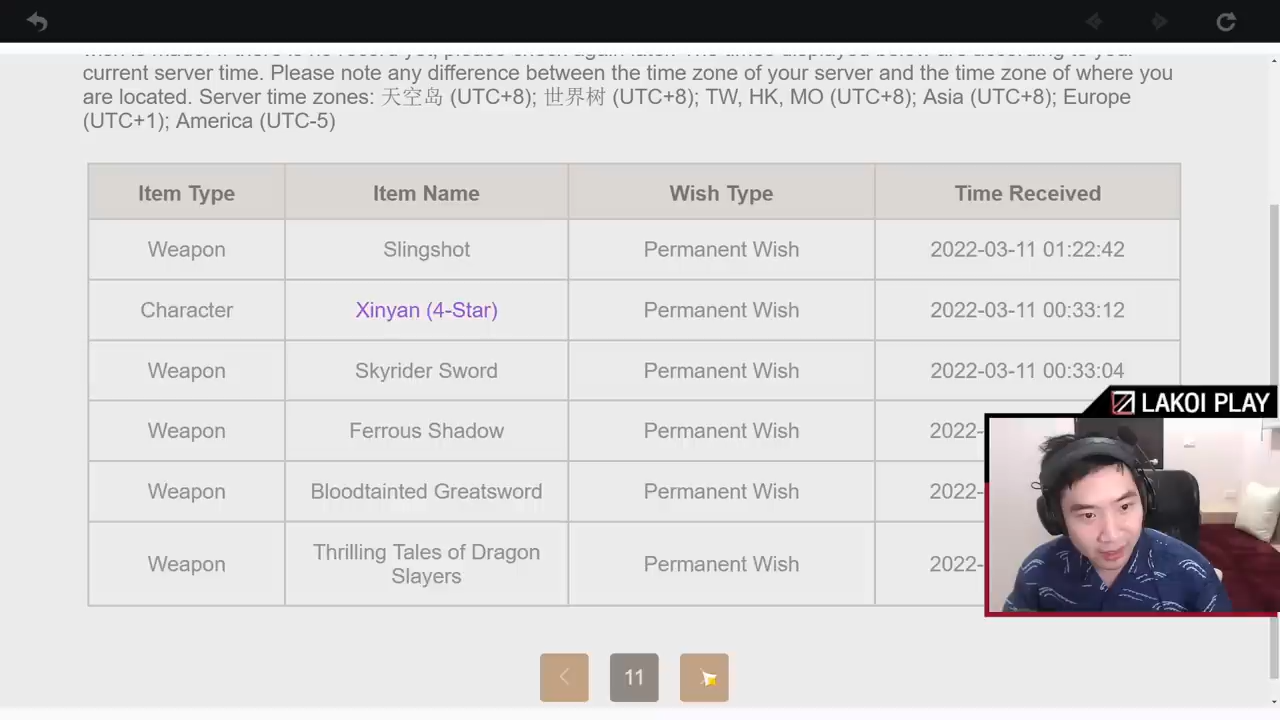 current server time. Please note any difference between the time zone of your server and the time zone of where you
are located. Server time zones: 天空岛 (UTC+8); 世界树 (UTC+8); TW, HK, MO (UTC+8); Asia (UTC+8); Europe
(UTC+1); America (UTC-5)
Item Type Item Name Wish Type Time Received
Weapon Slingshot Permanent Wish 2022-03-11 01:22:42
Character Xinyan (4-Star) Permanent Wish 2022-03-11 00:33:12
Weapon Skyrider Sword Permanent Wish 2022-03-11 00:33:04
Weapon Ferrous Shadow Permanent Wish 2022-
Weapon Bloodtainted Greatsword Permanent Wish 2022-
Weapon Thrilling Tales of Dragon Slayers Permanent Wish 2022-
LAKOI PLAY
11